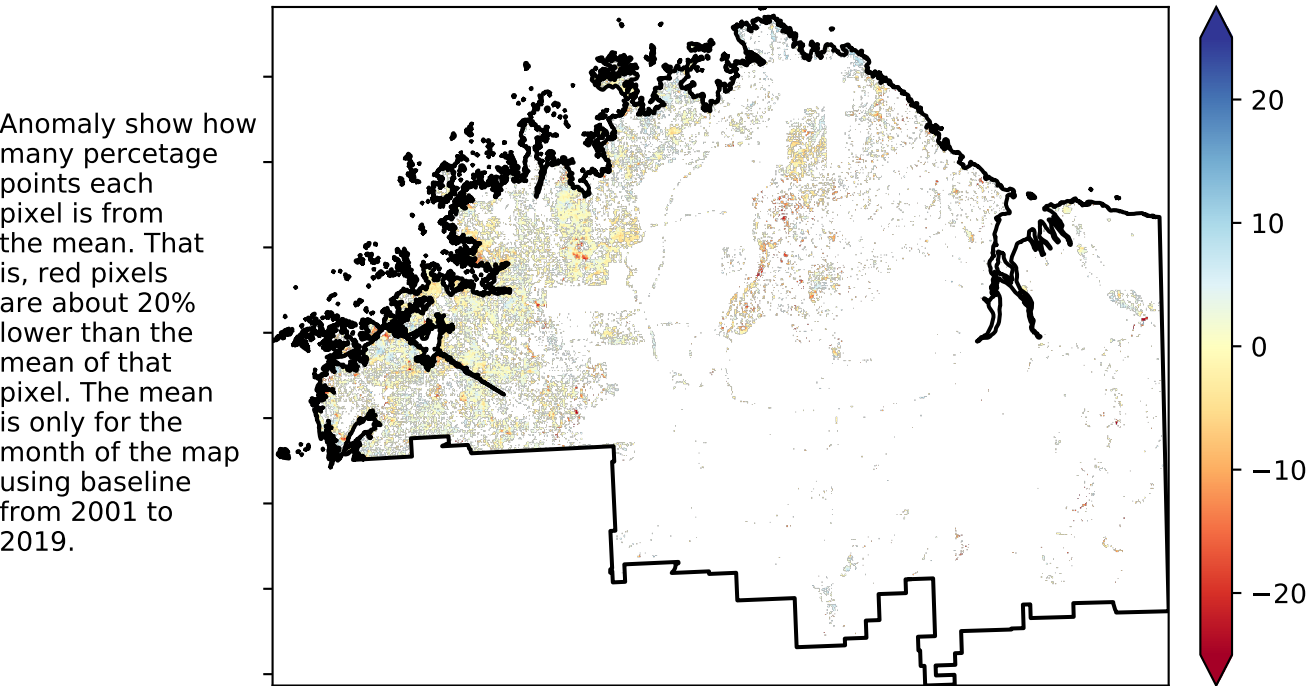 Anomaly show how
many percetage
points each
pixel is from
the mean. That
is, red pixels
are about 20%
lower than the
mean of that
pixel. The mean
is only for the
month of the map
using baseline
from 2001 to
2019.
20
10
0
−10
−20